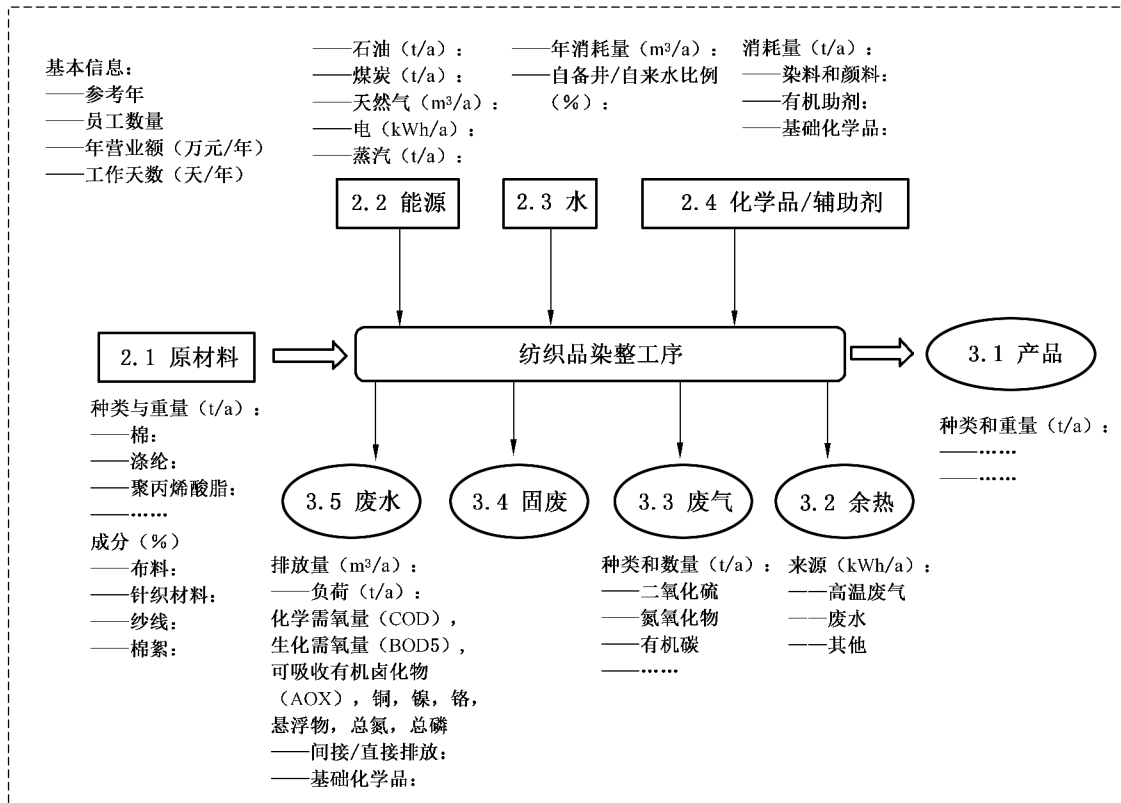 基本信息：
——参考年
——员工数量
——年营业额（万元/年）
——工作天数（天/年）
——石油（t/a）：
——煤炭（t/a）：
——天然气（m³/a）：
——电（kWh/a）：
——蒸汽（t/a）：
——年消耗量（m³/a）：
——自备井/自来水比例
（%）：
消耗量（t/a）：
——染料和颜料：
——有机助剂：
——基础化学品：
2.2 能源
2.3 水
2.4 化学品/辅助剂
2.1 原材料
纺织品染整工序
3.1 产品
种类与重量（t/a）：
——棉：
——涤纶：
——聚丙烯酸脂：
——……
成分（%）
——布料：
——针织材料：
——纱线：
——棉絮：
种类和重量（t/a）：
——……
——……
3.5 废水
3.4 固废
3.3 废气
3.2 余热
排放量（m³/a）：
——负荷（t/a）：
化学需氧量（COD），
生化需氧量（BOD5），
可吸收有机卤化物
（AOX），铜，镍，铬，
悬浮物，总氮，总磷
——间接/直接排放：
——基础化学品：
种类和数量（t/a）：
——二氧化硫
——氮氧化物
——有机碳
——……
来源（kWh/a）：
——高温废气
——废水
——其他